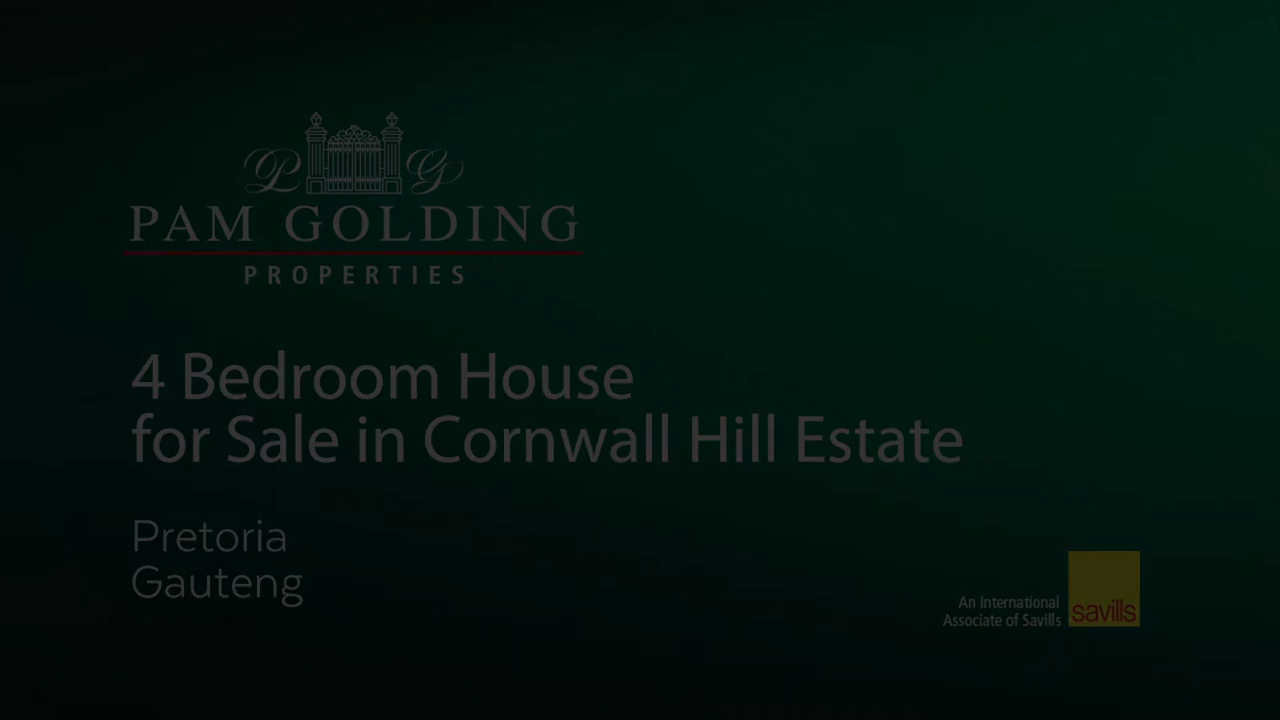 P G
PAM GOLDING
PROPERTIES
4 Bedroom House
for Sale in Cornwall Hill Estate
Pretoria
Gauteng
An International
Associate of Savills
savills